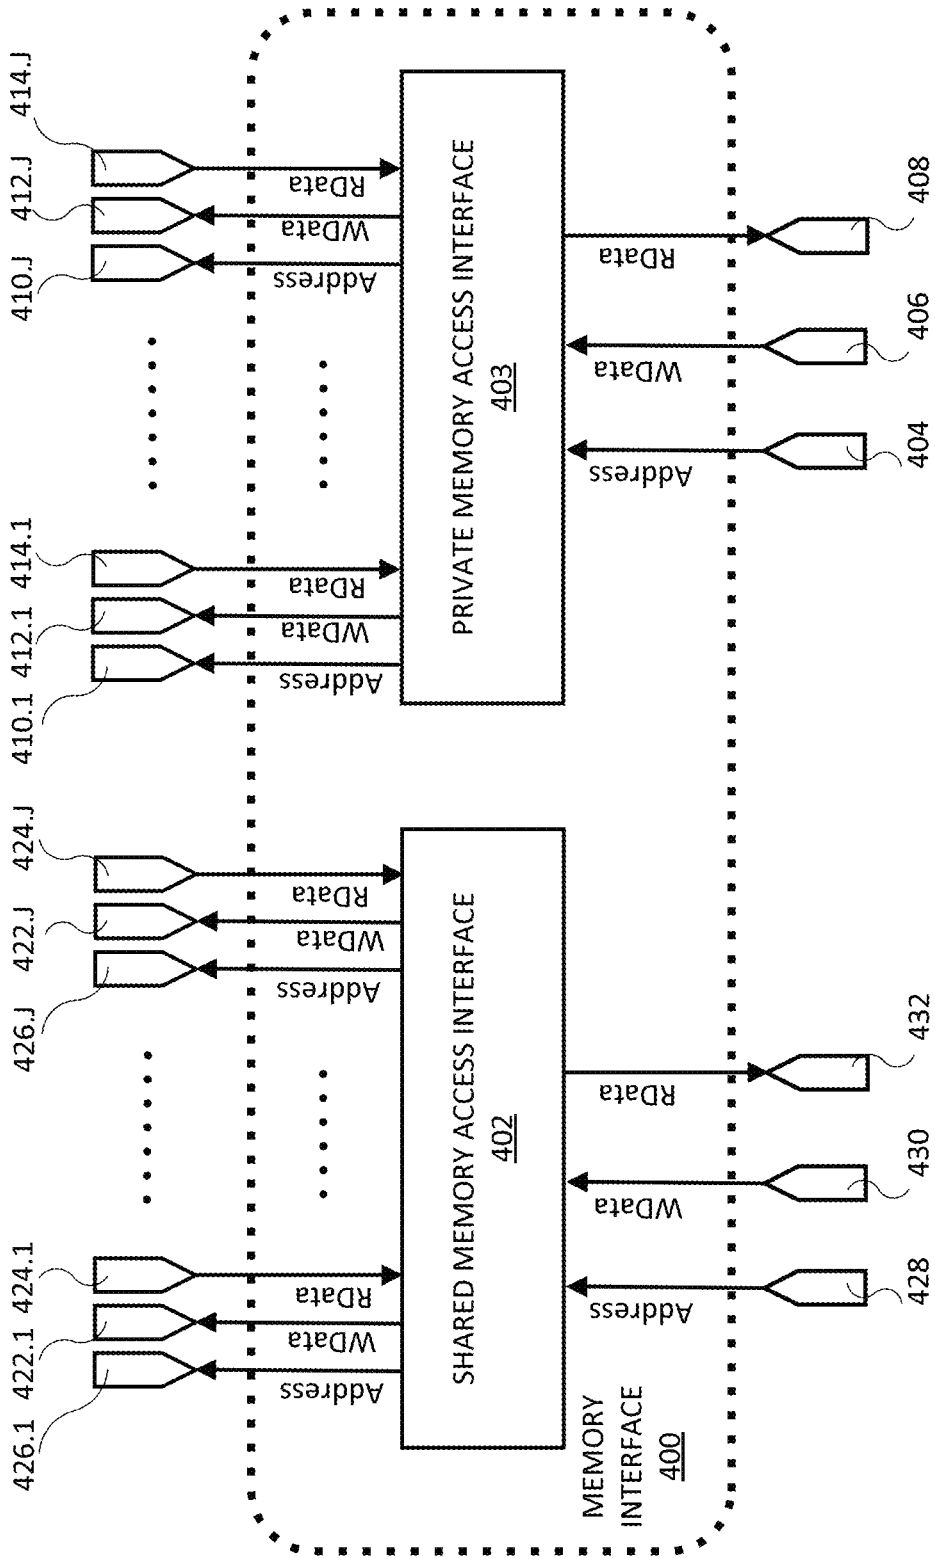 426.1
422.1
424.1
426.J
422.J
424.J
410.1
412.1
414.1
410.J
412.J
414.J
Address
WData
RData
Address
WData
RData
Address
WData
RData
Address
WData
RData
SHARED MEMORY ACCESS INTERFACE
402
PRIVATE MEMORY ACCESS INTERFACE
403
Address
WData
RData
Address
WData
RData
MEMORY
INTERFACE
400
428
430
432
404
406
408